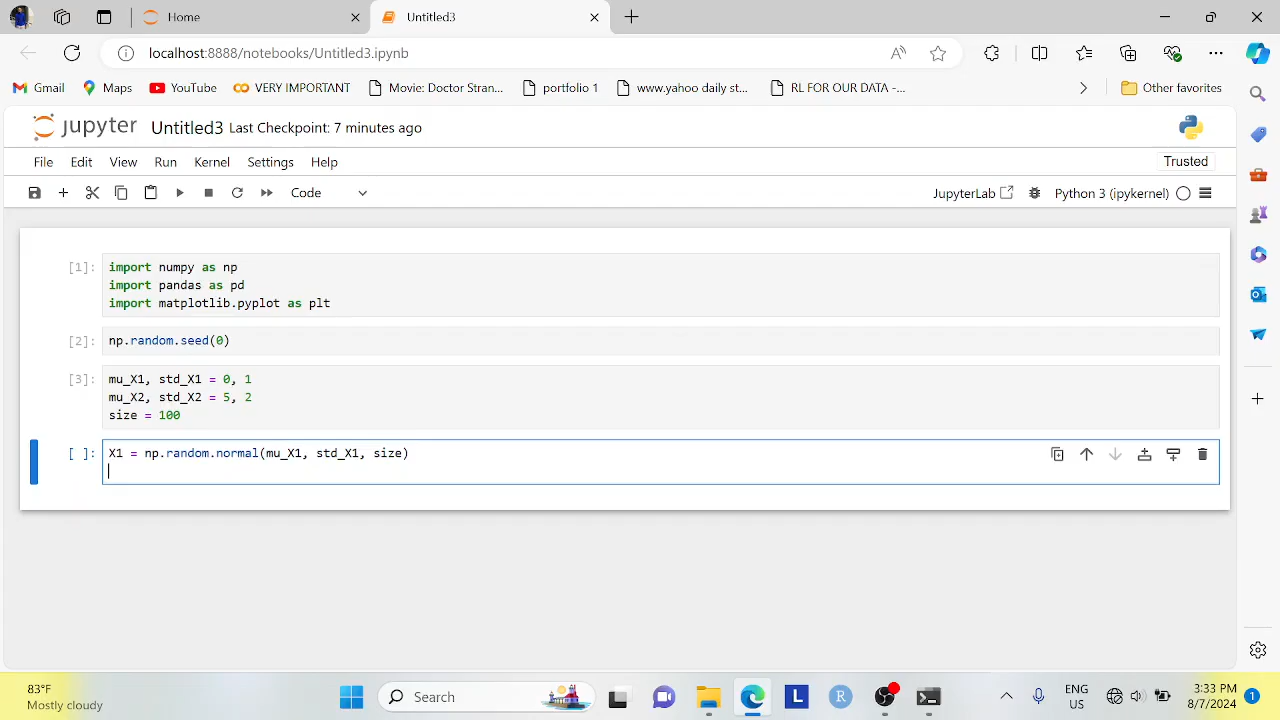 Home
Untitled3
localhost:8888/notebooks/Untitled3.ipynb
Gmail
Maps
YouTube
VERY IMPORTANT
Movie: Doctor Stran...
portfolio 1
www.yahoo daily st...
RL FOR OUR DATA -...
Other favorites
jupyter Untitled3 Last Checkpoint: 7 minutes ago
File Edit View Run Kernel Settings Help
Trusted
Code
JupyterLab
Python 3 (ipykernel)
[1]: import numpy as np
import pandas as pd
import matplotlib.pyplot as plt
[2]: np.random.seed(0)
[3]: mu_X1, std_X1 = 0, 1
mu_X2, std_X2 = 5, 2
size = 100
[ ]: X1 = np.random.normal(mu_X1, std_X1, size)
83°F
Mostly cloudy
Search
L
R
ENG
US
3:33 PM
8/7/2024
1